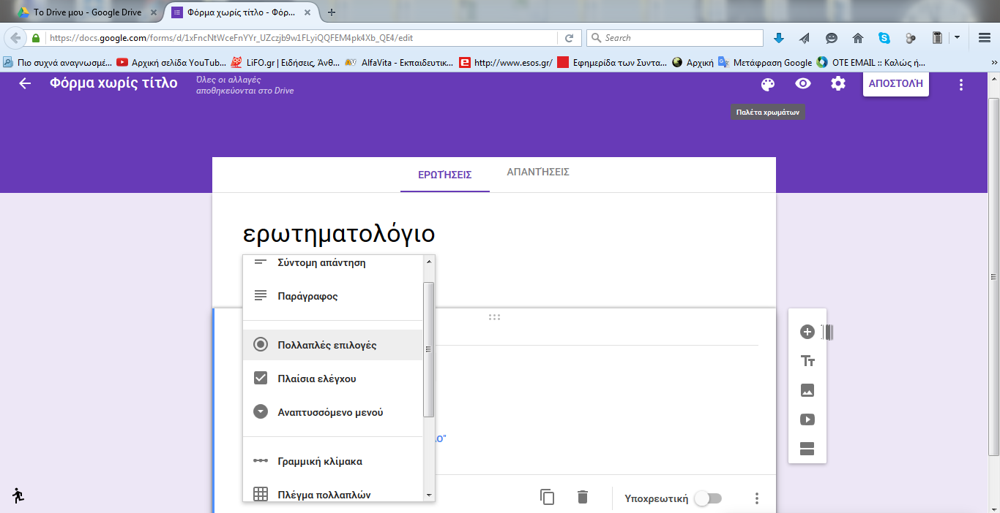 Το Drive μου - Google Drive
Φόρμα χωρίς τίτλο - Φόρ...
https://docs.google.com/forms/d/1xFncNtWceFnYYr_UZczjb9w1FLyiQQFEM4pk4Xb_QE4/edit
Search
Πιο συχνά αναγνωσμέ...
Αρχική σελίδα YouTub...
LiFO.gr | Ειδήσεις, Άνθ...
AlfaVita - Εκπαιδευτικ...
http://www.esos.gr/
Εφημερίδα των Συντα...
Αρχική
Μετάφραση Google
OTE EMAIL :: Καλώς ή...
Φόρμα χωρίς τίτλο
Όλες οι αλλαγές
αποθηκεύονται στο Drive
ΑΠΟΣΤΟΛΉ
Παλέτα χρωμάτων
ΕΡΩΤΉΣΕΙΣ
ΑΠΑΝΤΉΣΕΙΣ
ερωτηματολόγιο
Σύντομη απάντηση
Παράγραφος
Πολλαπλές επιλογές
Πλαίσια ελέγχου
Αναπτυσσόμενο μενού
Γραμμική κλίμακα
Πλέγμα πολλαπλών
Υποχρεωτική